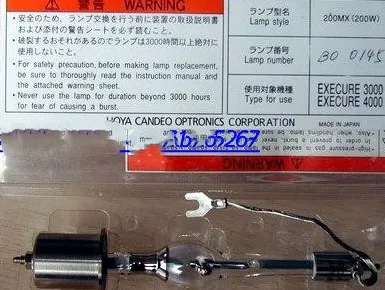 ⚠ 警告 WARNING
•安全のため、ランプ交換を行う前に装置の取扱説明書
および添付の警告シートを必ず読むこと。
•破裂するおそれがあるのでランプは3000時間以上絶対に
使用しないこと。
• For safety precaution, before making lamp replacement,
be sure to thoroughly read the instruction manual and
the attached warning sheet.
• Never use the lamp for duration beyond 3000 hours
for fear of causing a burst.
ランプ型名
Lamp style
200MX (200W)
ランプ番号
Lamp number
BO 0145
使用対象機種
Type for use
EXECURE 3000
EXECURE 4000
HOYA CANDEO OPTRONICS CORPORATION
MADE IN JAPAN
5267
WARNING